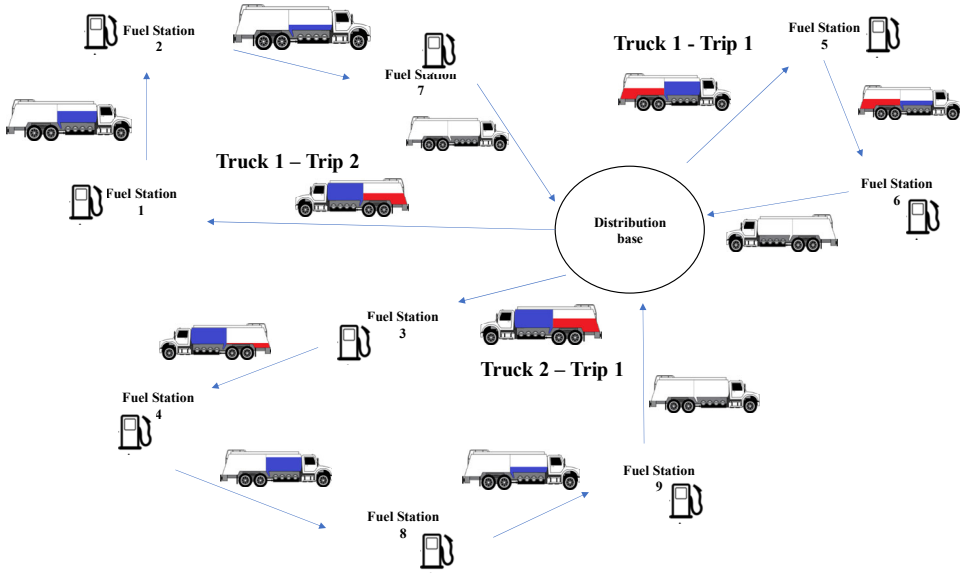 Fuel Station
2
Fuel Station
7
Truck 1 - Trip 1
Fuel Station
5
Truck 1 – Trip 2
Fuel Station
1
Fuel Station
6
Distribution
base
Fuel Station
3
Truck 2 – Trip 1
Fuel Station
4
Fuel Station
9
Fuel Station
8